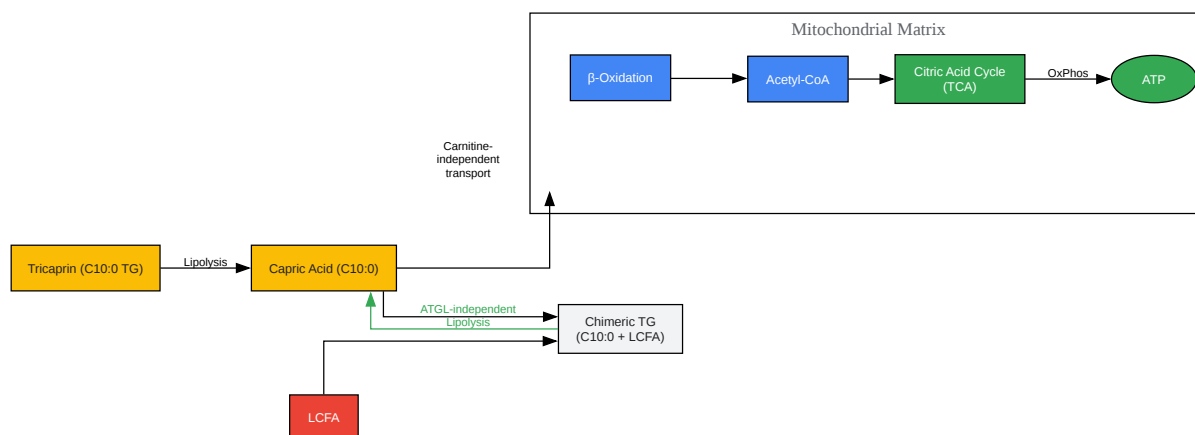 Mitochondrial Matrix
β-Oxidation
Acetyl-CoA
Citric Acid Cycle
(TCA)
OxPhos
ATP
Carnitine-
independent
transport
Tricaprin (C10:0 TG)
Lipolysis
Capric Acid (C10:0)
ATGL-independent
Lipolysis
Chimeric TG
(C10:0 + LCFA)
LCFA